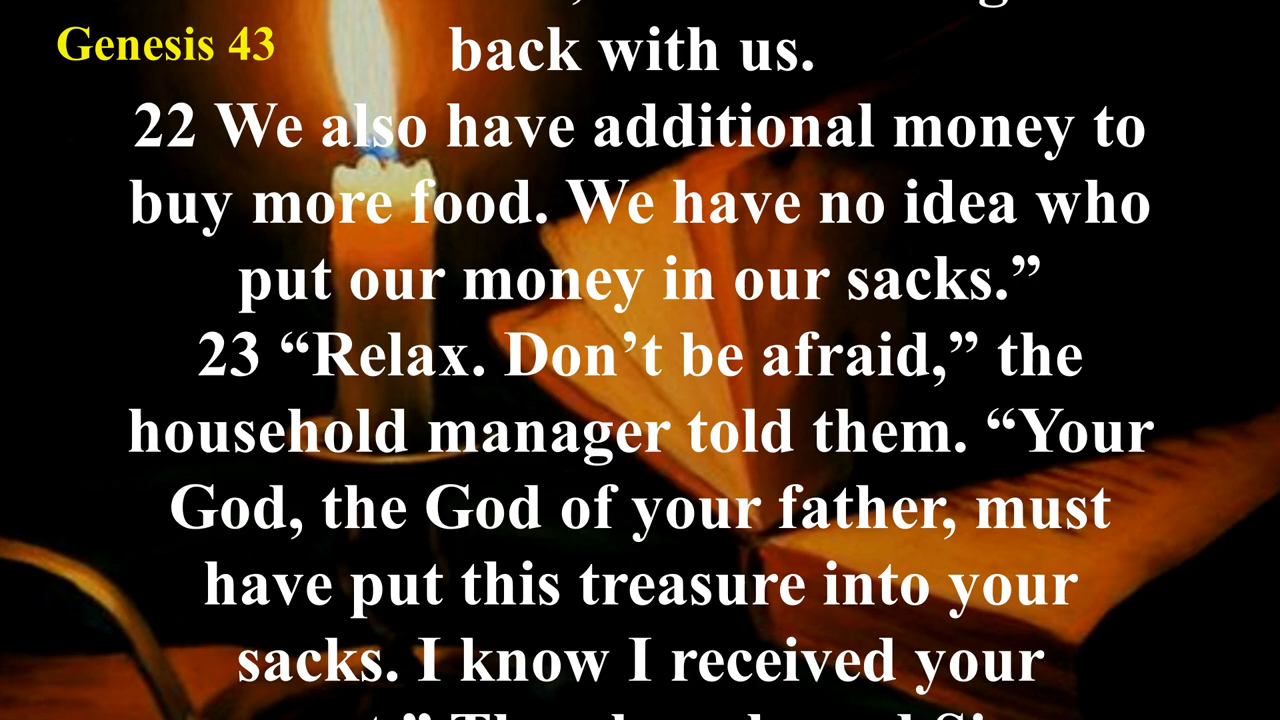 Genesis 43
back with us.
22 We also have additional money to
buy more food. We have no idea who
put our money in our sacks.”
23 “Relax. Don’t be afraid,” the
household manager told them. “Your
God, the God of your father, must
have put this treasure into your
sacks. I know I received your